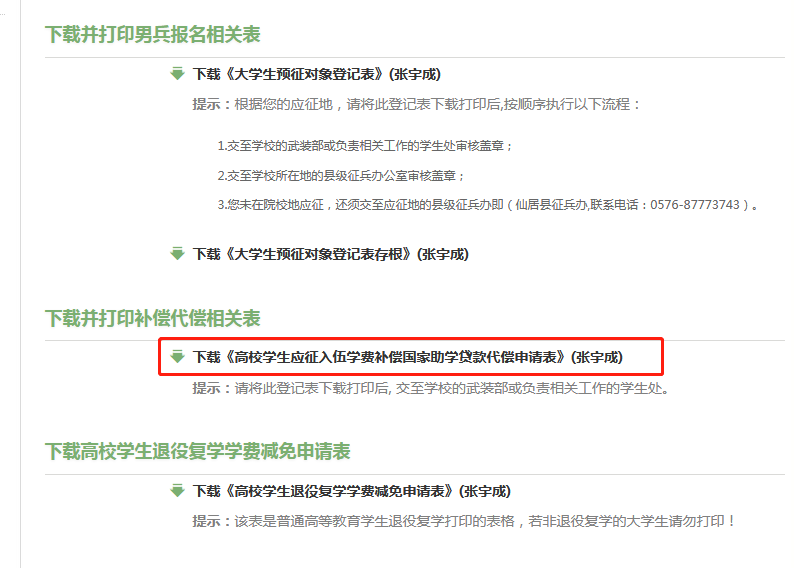 下载并打印男兵报名相关表
下载《大学生预征对象登记表》(张宇成)
提示：根据您的应征地，请将此登记表下载打印后,按顺序执行以下流程：
1.交至学校的武装部或负责相关工作的学生处审核盖章；
2.交至学校所在地的县级征兵办公室审核盖章；
3.您未在院校地应征，还须交至应征地的县级征兵办即（仙居县征兵办,联系电话：0576-87773743）。
下载《大学生预征对象登记表存根》(张宇成)
下载并打印补偿代偿相关表
下载《高校学生应征入伍学费补偿国家助学贷款代偿申请表》(张宇成)
提示：请将此登记表下载打印后, 交至学校的武装部或负责相关工作的学生处。
下载高校学生退役复学学费减免申请表
下载《高校学生退役复学学费减免申请表》(张宇成)
提示：该表是普通高等教育学生退役复学打印的表格，若非退役复学的大学生请勿打印！